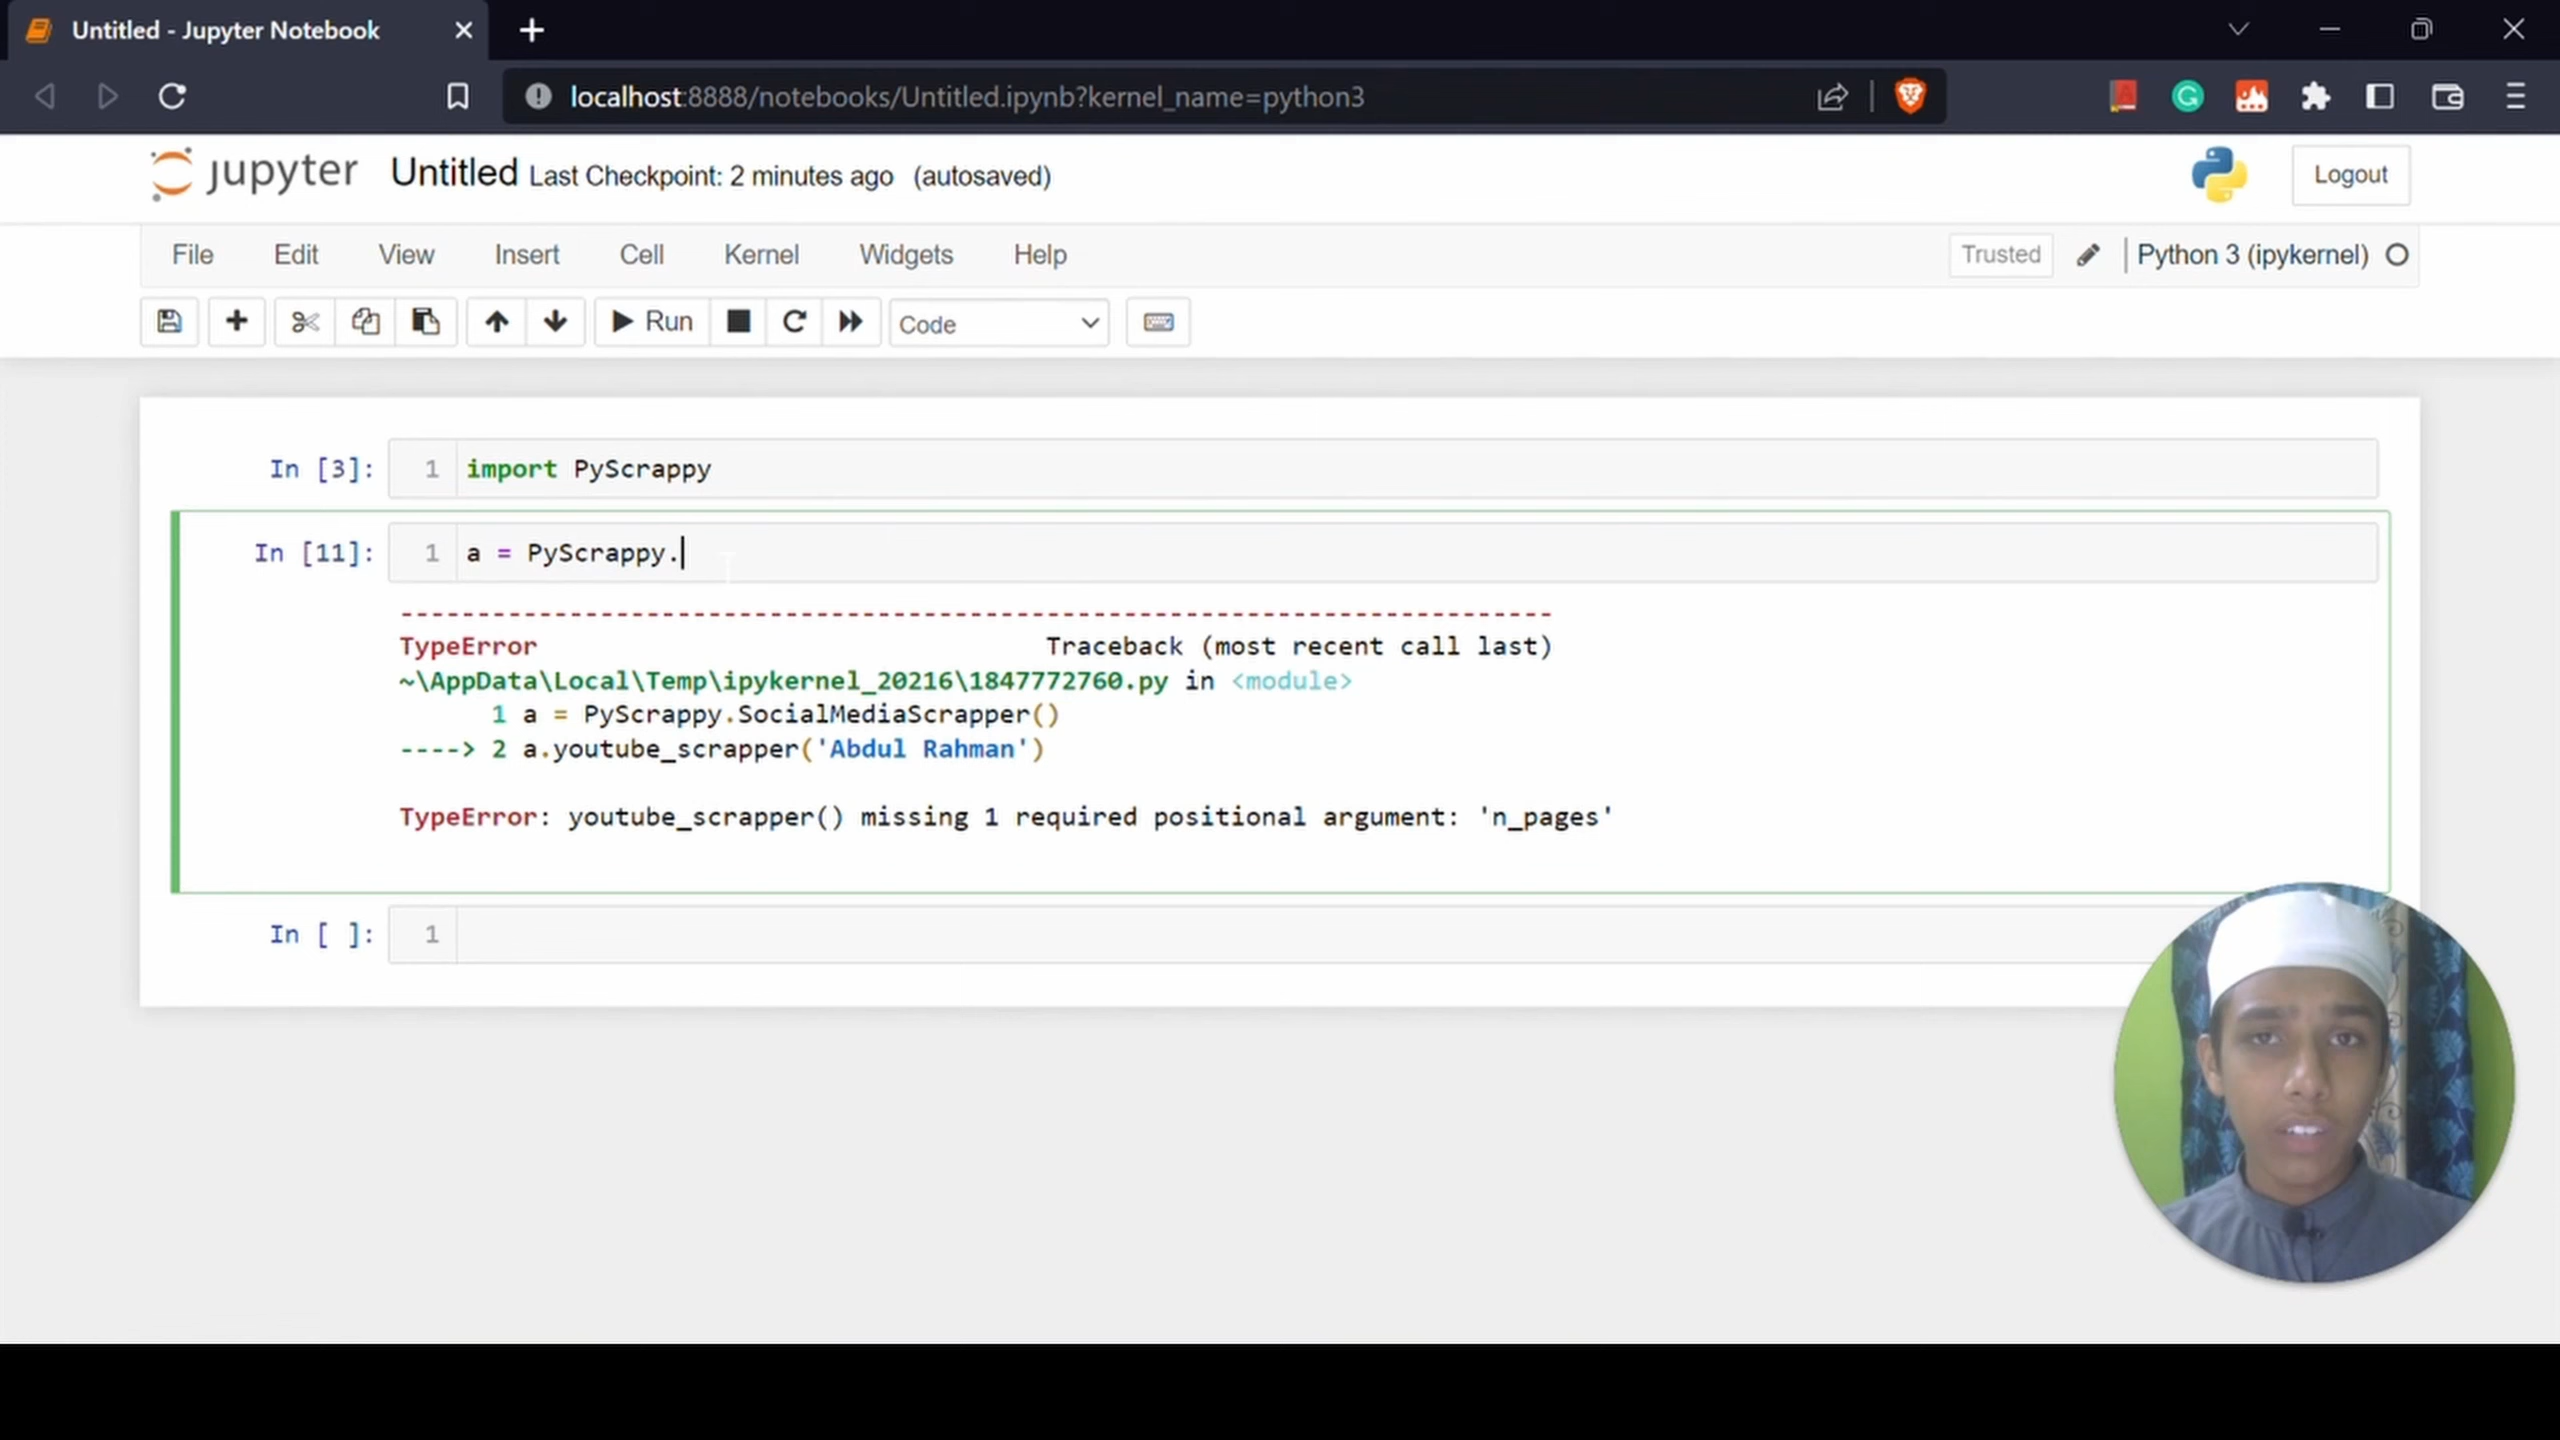 Untitled - Jupyter Notebook
localhost:8888/notebooks/Untitled.ipynb?kernel_name=python3
jupyter Untitled Last Checkpoint: 2 minutes ago (autosaved)
Logout
File Edit View Insert Cell Kernel Widgets Help
Trusted Python 3 (ipykernel)
Run Code
In [3]: 1 import PyScrappy
In [11]: 1 a = PyScrappy.
---------------------------------------------------------------------------
TypeError Traceback (most recent call last)
~\AppData\Local\Temp\ipykernel_20216\1847772760.py in <module>
1 a = PyScrappy.SocialMediaScrapper()
----> 2 a.youtube_scrapper('Abdul Rahman')
TypeError: youtube_scrapper() missing 1 required positional argument: 'n_pages'
In [ ]: 1